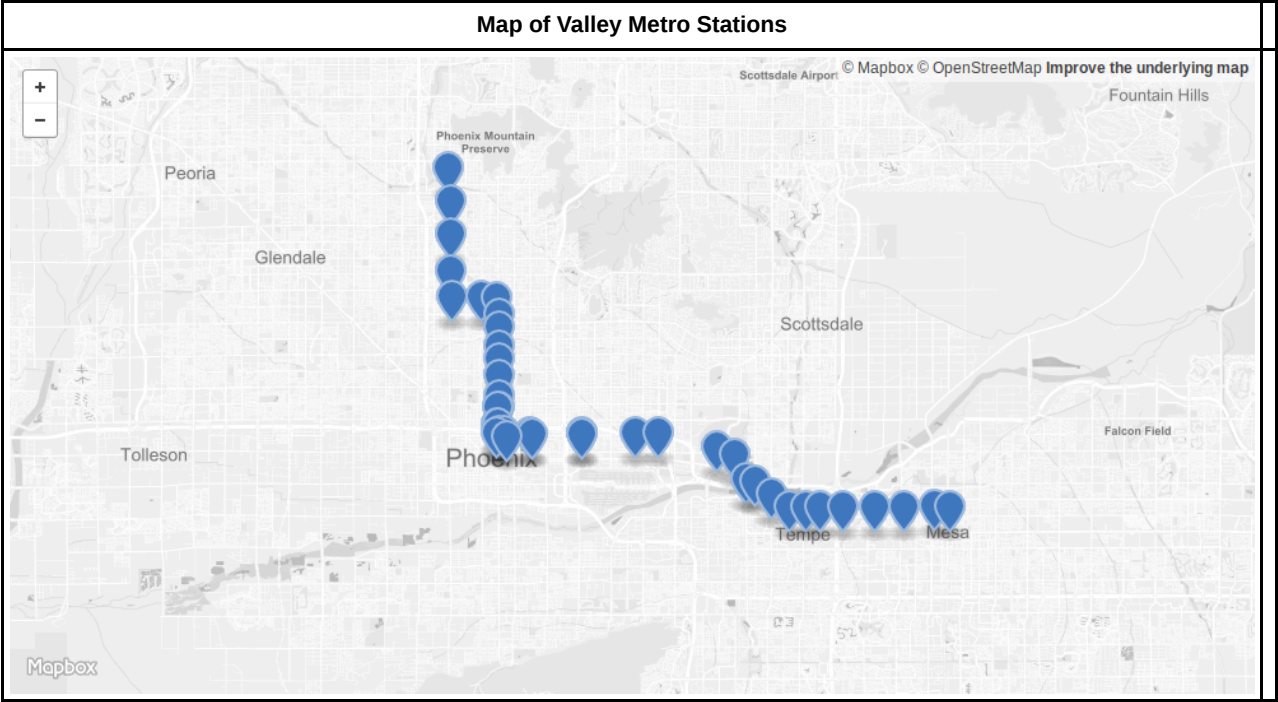 Map of Valley Metro Stations
+
−
Scottsdale Airport
© Mapbox © OpenStreetMap Improve the underlying map
Fountain Hills
Phoenix Mountain
Preserve
Peoria
Glendale
Scottsdale
Falcon Field
Tolleson
Phoenix
Tempe
Mesa
Mapbox